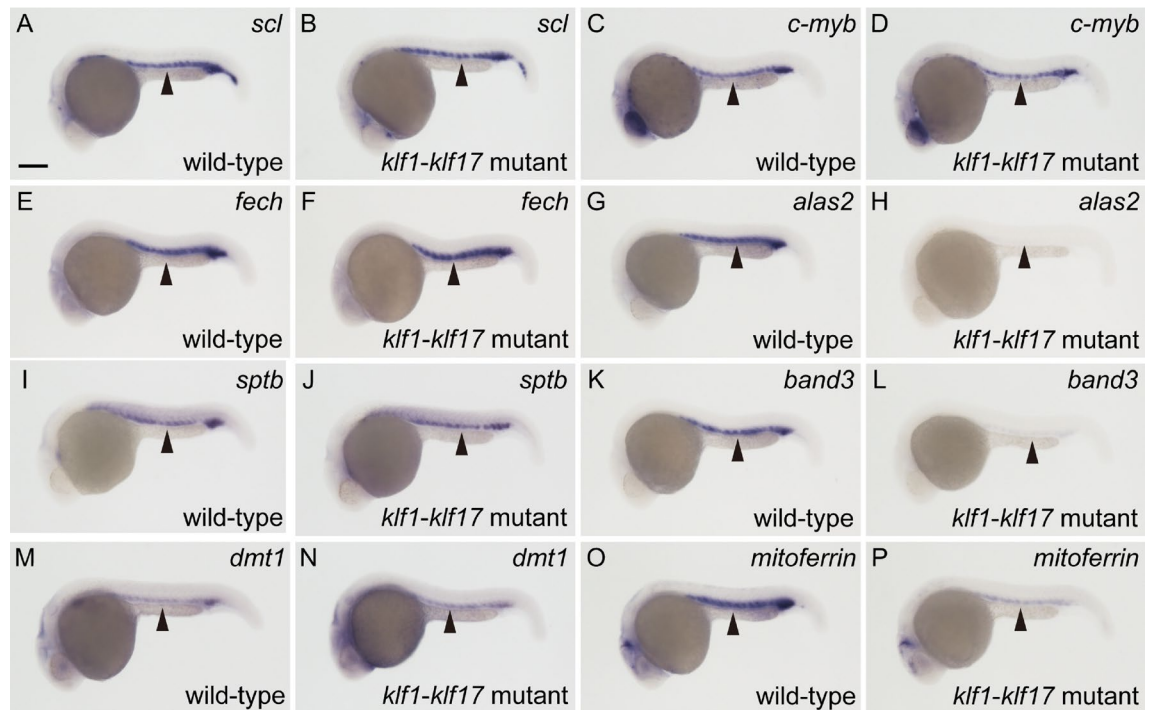 A scl
wild-type
B scl
klf1-klf17 mutant
C c-myb
wild-type
D c-myb
klf1-klf17 mutant
E fech
wild-type
F fech
klf1-klf17 mutant
G alas2
wild-type
H alas2
klf1-klf17 mutant
I sptb
wild-type
J sptb
klf1-klf17 mutant
K band3
wild-type
L band3
klf1-klf17 mutant
M dmt1
wild-type
N dmt1
klf1-klf17 mutant
O mitoferrin
wild-type
P mitoferrin
klf1-klf17 mutant